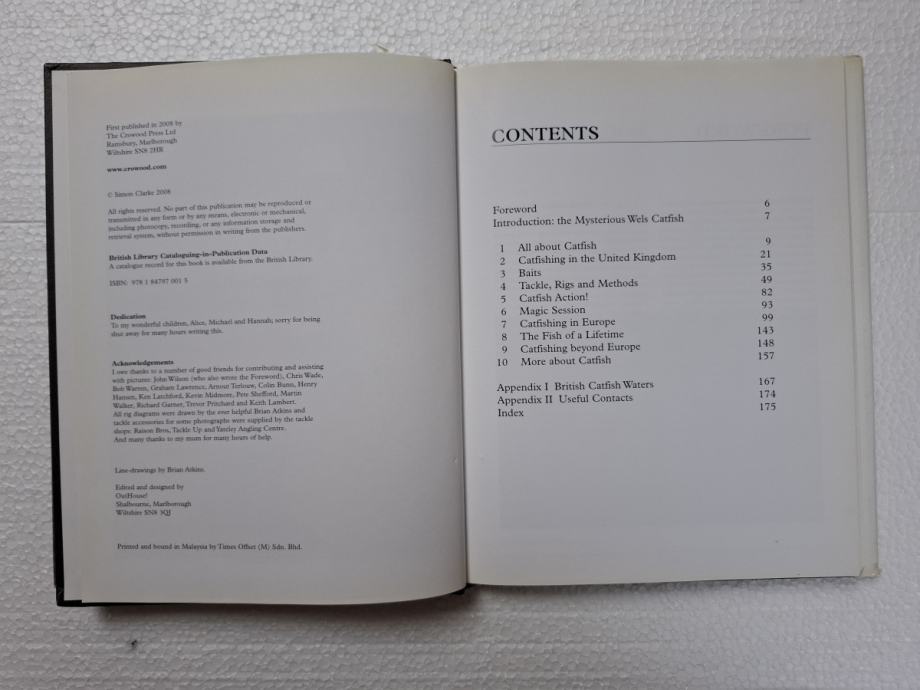 First published in 2008 by
The Crowood Press Ltd
Ramsbury, Marlborough
Wiltshire SN8 2HR
www.crowood.com
© Simon Clarke 2008
All rights reserved. No part of this publication may be reproduced or
transmitted in any form or by any means, electronic or mechanical,
including photocopy, recording, or any information storage and
retrieval system, without permission in writing from the publishers.
British Library Cataloguing-in-Publication Data
A catalogue record for this book is available from the British Library.
ISBN: 978 1 84797 001 5
Dedication
To my wonderful children, Alice, Michael and Hannah; sorry for being
shut away for many hours writing this.
Acknowledgements
I owe thanks to a number of good friends for contributing and assisting
with pictures: John Wilson (who also wrote the Foreword), Chris Wade,
Bob Warren, Graham Lawrence, Arnout Terlouw, Colin Bunn, Henry
Hansen, Ken Latchford, Kevin Midmore, Pete Shefford, Martin
Walker, Richard Garner, Trevor Pritchard and Keith Lambert.
All rig diagrams were drawn by the ever helpful Brian Atkins and
tackle accessories for some photographs were supplied by the tackle
shops: Raison Bros, Tackle Up and Yateley Angling Centre.
And many thanks to my mum for many hours of help.
Line-drawings by Brian Atkins.
Edited and designed by
OutHouse!
Shalbourne, Marlborough
Wiltshire SN8 3QJ
Printed and bound in Malaysia by Times Offset (M) Sdn. Bhd.
CONTENTS
Foreword 6
Introduction: the Mysterious Wels Catfish 7
1 All about Catfish 9
2 Catfishing in the United Kingdom 21
3 Baits 35
4 Tackle, Rigs and Methods 49
5 Catfish Action! 82
6 Magic Session 93
7 Catfishing in Europe 99
8 The Fish of a Lifetime 143
9 Catfishing beyond Europe 148
10 More about Catfish 157
Appendix I British Catfish Waters 167
Appendix II Useful Contacts 174
Index 175